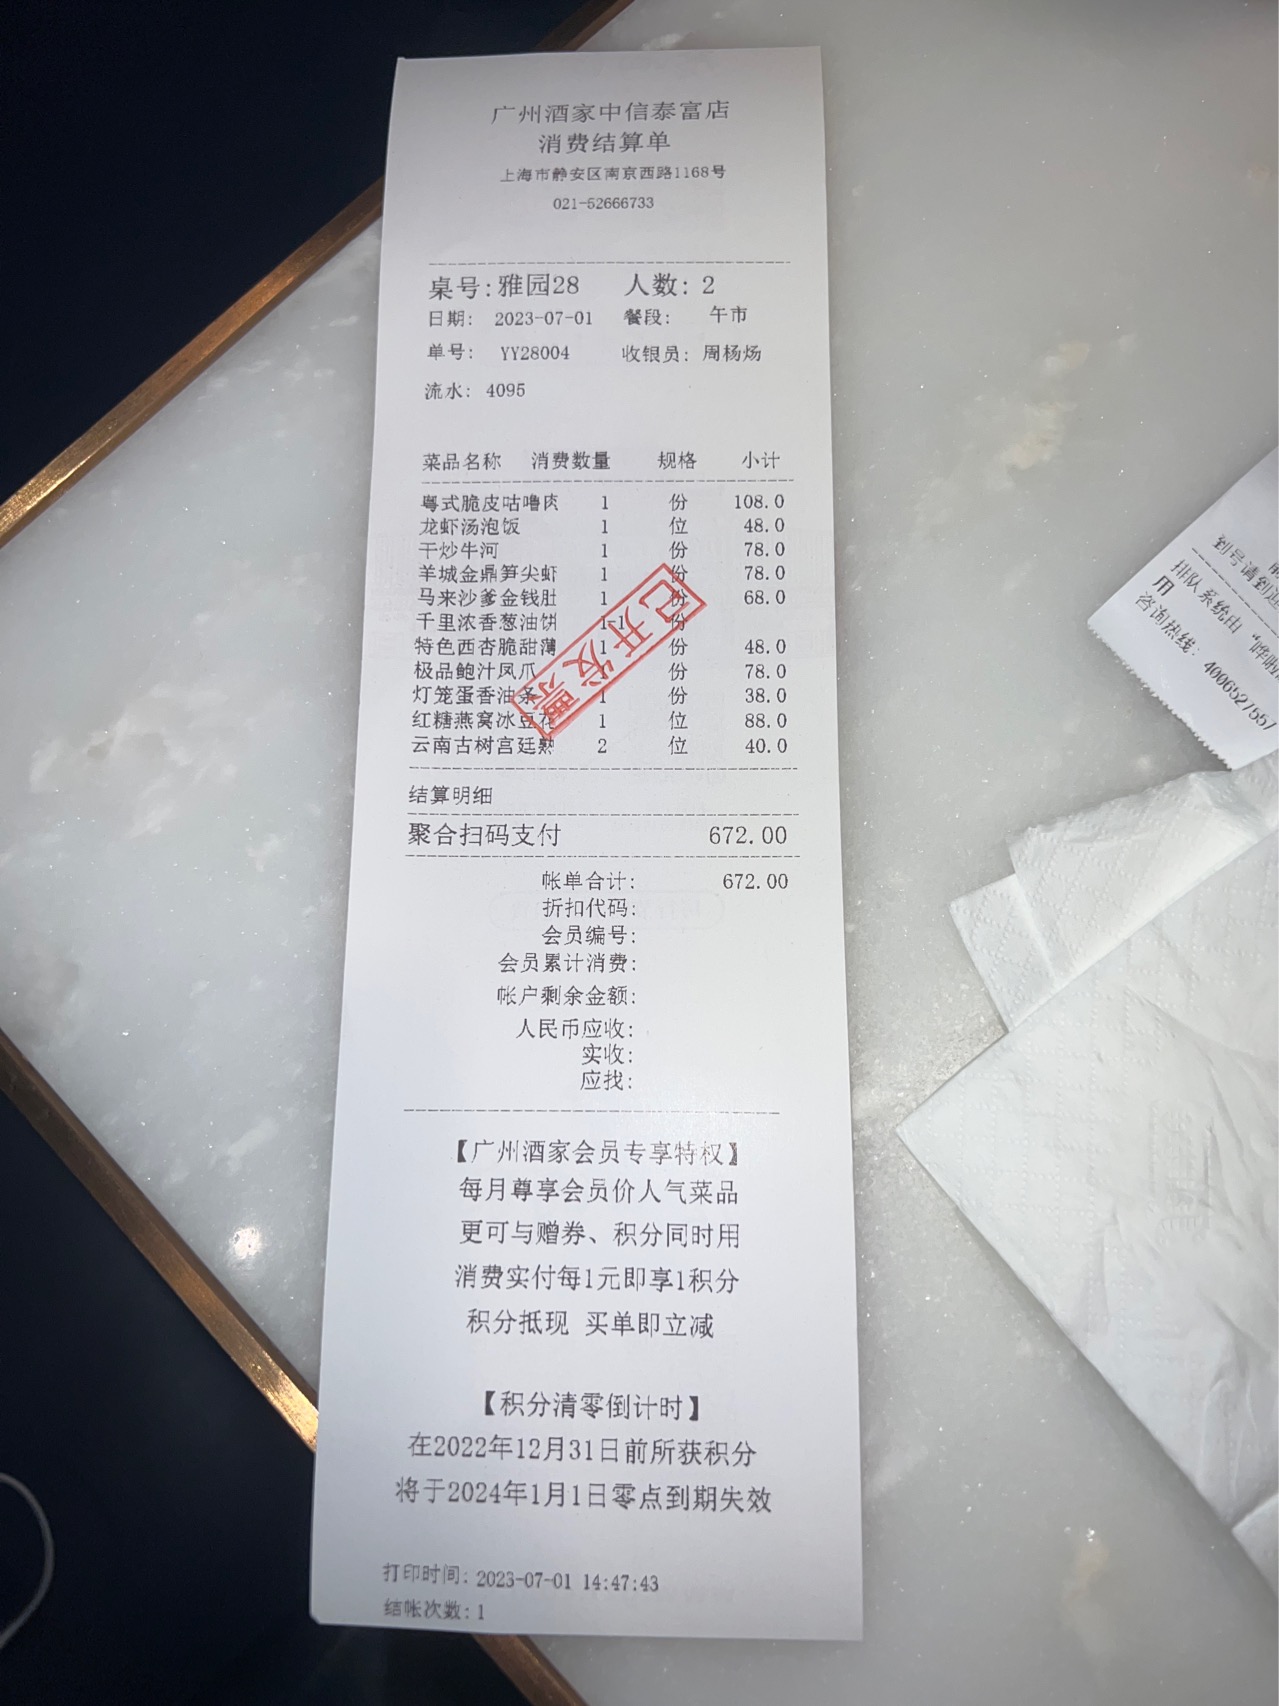 广州酒家中信泰富店
消费结算单
上海市静安区南京西路1168号
021-52666733
桌号:雅园28 人数: 2
日期: 2023-07-01 餐段: 午市
单号: YY28004 收银员: 周杨炀
流水: 4095
菜品名称 消费数量 规格 小计
粤式脆皮咕噜肉 1 份 108.0
龙虾汤泡饭 1 位 48.0
干炒牛河 1 份 78.0
羊城金鼎笋尖虾 1 份 78.0
马来沙爹金钱肚 1 份 68.0
千里浓香葱油饼 1-1 份
特色西杏脆甜薄 1 份 48.0
极品鲍汁凤爪 1 份 78.0
灯笼蛋香油条 1 份 38.0
红糖燕窝冰豆花 1 位 88.0
云南古树宫廷熟 2 位 40.0
已开发票
结算明细
聚合扫码支付 672.00
帐单合计: 672.00
折扣代码:
会员编号:
会员累计消费:
帐户剩余金额:
人民币应收:
实收:
应找:
【广州酒家会员专享特权】
每月尊享会员价人气菜品
更可与赠券、积分同时用
消费实付每1元即享1积分
积分抵现 买单即立减
【积分清零倒计时】
在2022年12月31日前所获积分
将于2024年1月1日零点到期失效
打印时间: 2023-07-01 14:47:43
结帐次数: 1
到号请到迎
排队系统由 "哗啦
用
咨询热线: 4006527557